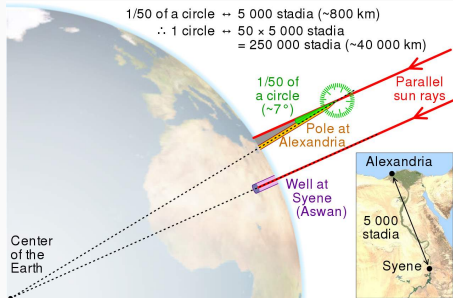 1/50 of a circle ↔ 5 000 stadia (~800 km)
∴ 1 circle ↔ 50 × 5 000 stadia
= 250 000 stadia (~40 000 km)
1/50 of
a circle
(~7°)
Parallel
sun rays
Pole at
Alexandria
Well at
Syene
(Aswan)
Center
of the
Earth
Alexandria
5 000
stadia
Syene